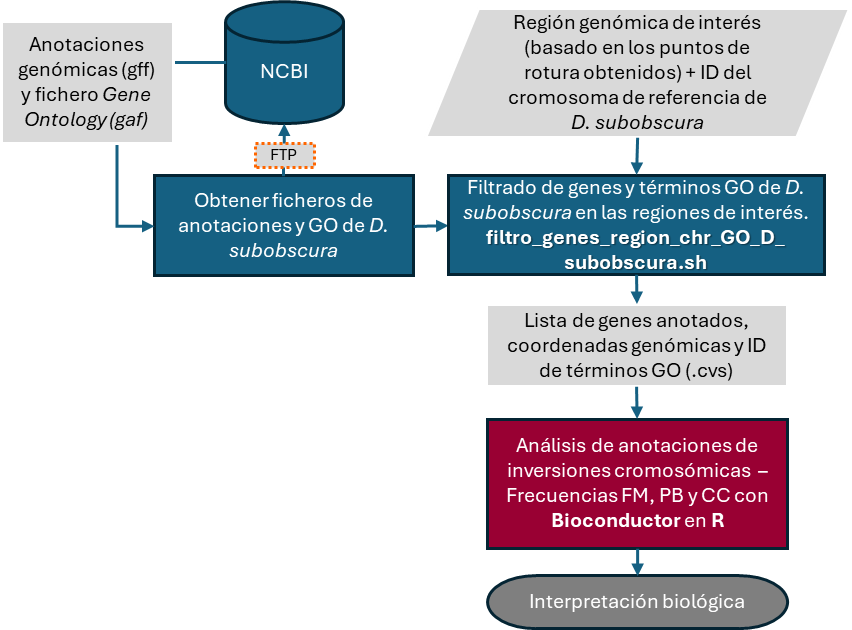 Anotaciones
genómicas (gff)
y fichero Gene
Ontology (gaf)
NCBI
FTP
Obtener ficheros de
anotaciones y GO de D.
subobscura
Región genómica de interés
(basado en los puntos de
rotura obtenidos) + ID del
cromosoma de referencia de
D. subobscura
Filtrado de genes y términos GO de D.
subobscura en las regiones de interés.
filtro_genes_region_chr_GO_D_
subobscura.sh
Lista de genes anotados,
coordenadas genómicas y ID
de términos GO (.cvs)
Análisis de anotaciones de
inversiones cromosómicas –
Frecuencias FM, PB y CC con
Bioconductor en R
Interpretación biológica